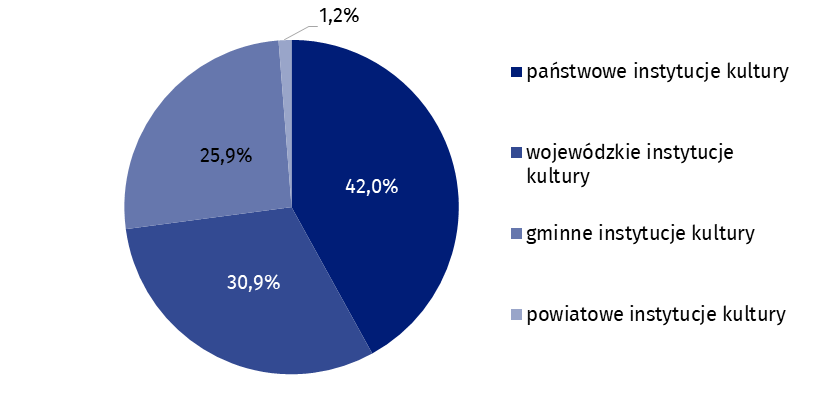 1,2%
25,9%
42,0%
30,9%
państwowe instytucje kultury
wojewódzkie instytucje
kultury
gminne instytucje kultury
powiatowe instytucje kultury